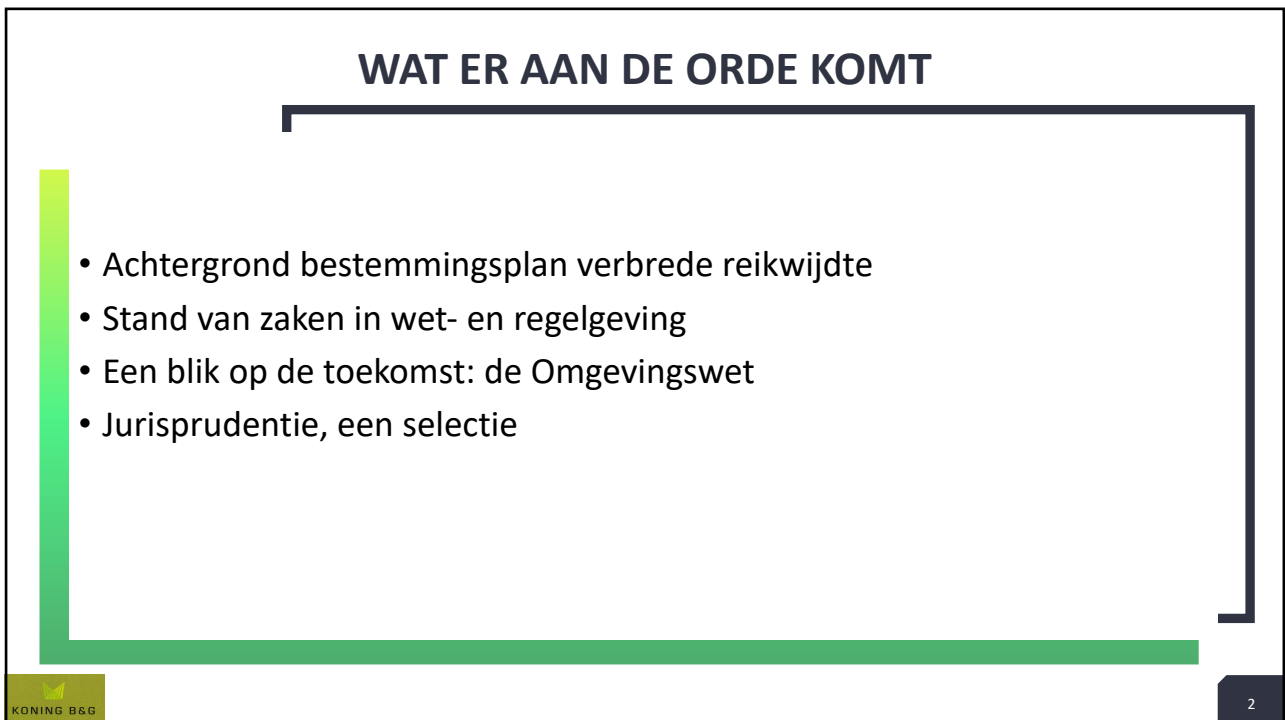 WAT ER AAN DE ORDE KOMT
• Achtergrond bestemmingsplan verbrede reikwijdte
• Stand van zaken in wet- en regelgeving
• Een blik op de toekomst: de Omgevingswet
• Jurisprudentie, een selectie
KONING B&G
2